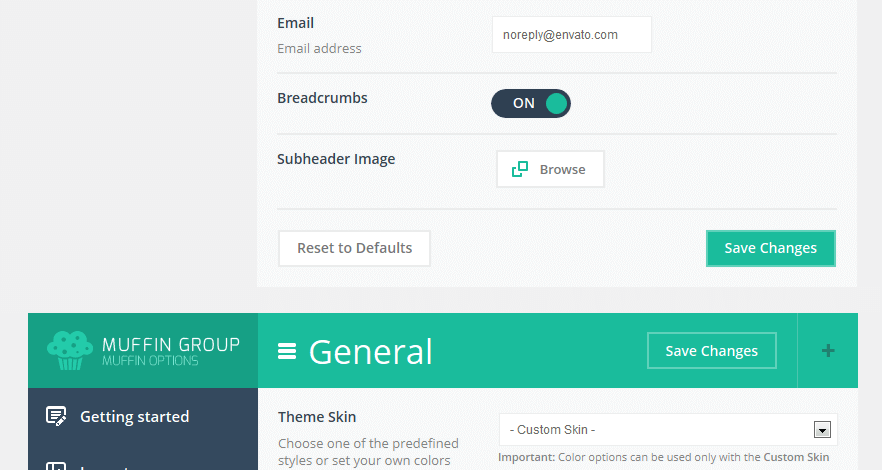 Email
noreply@envato.com
Email address
Breadcrumbs
ON
Subheader Image
Browse
Reset to Defaults
Save Changes
MUFFIN GROUP
MUFFIN OPTIONS
General
Save Changes
+
Getting started
Theme Skin
- Custom Skin -
Choose one of the predefined
styles or set your own colors
Important: Color options can be used only with the Custom Skin